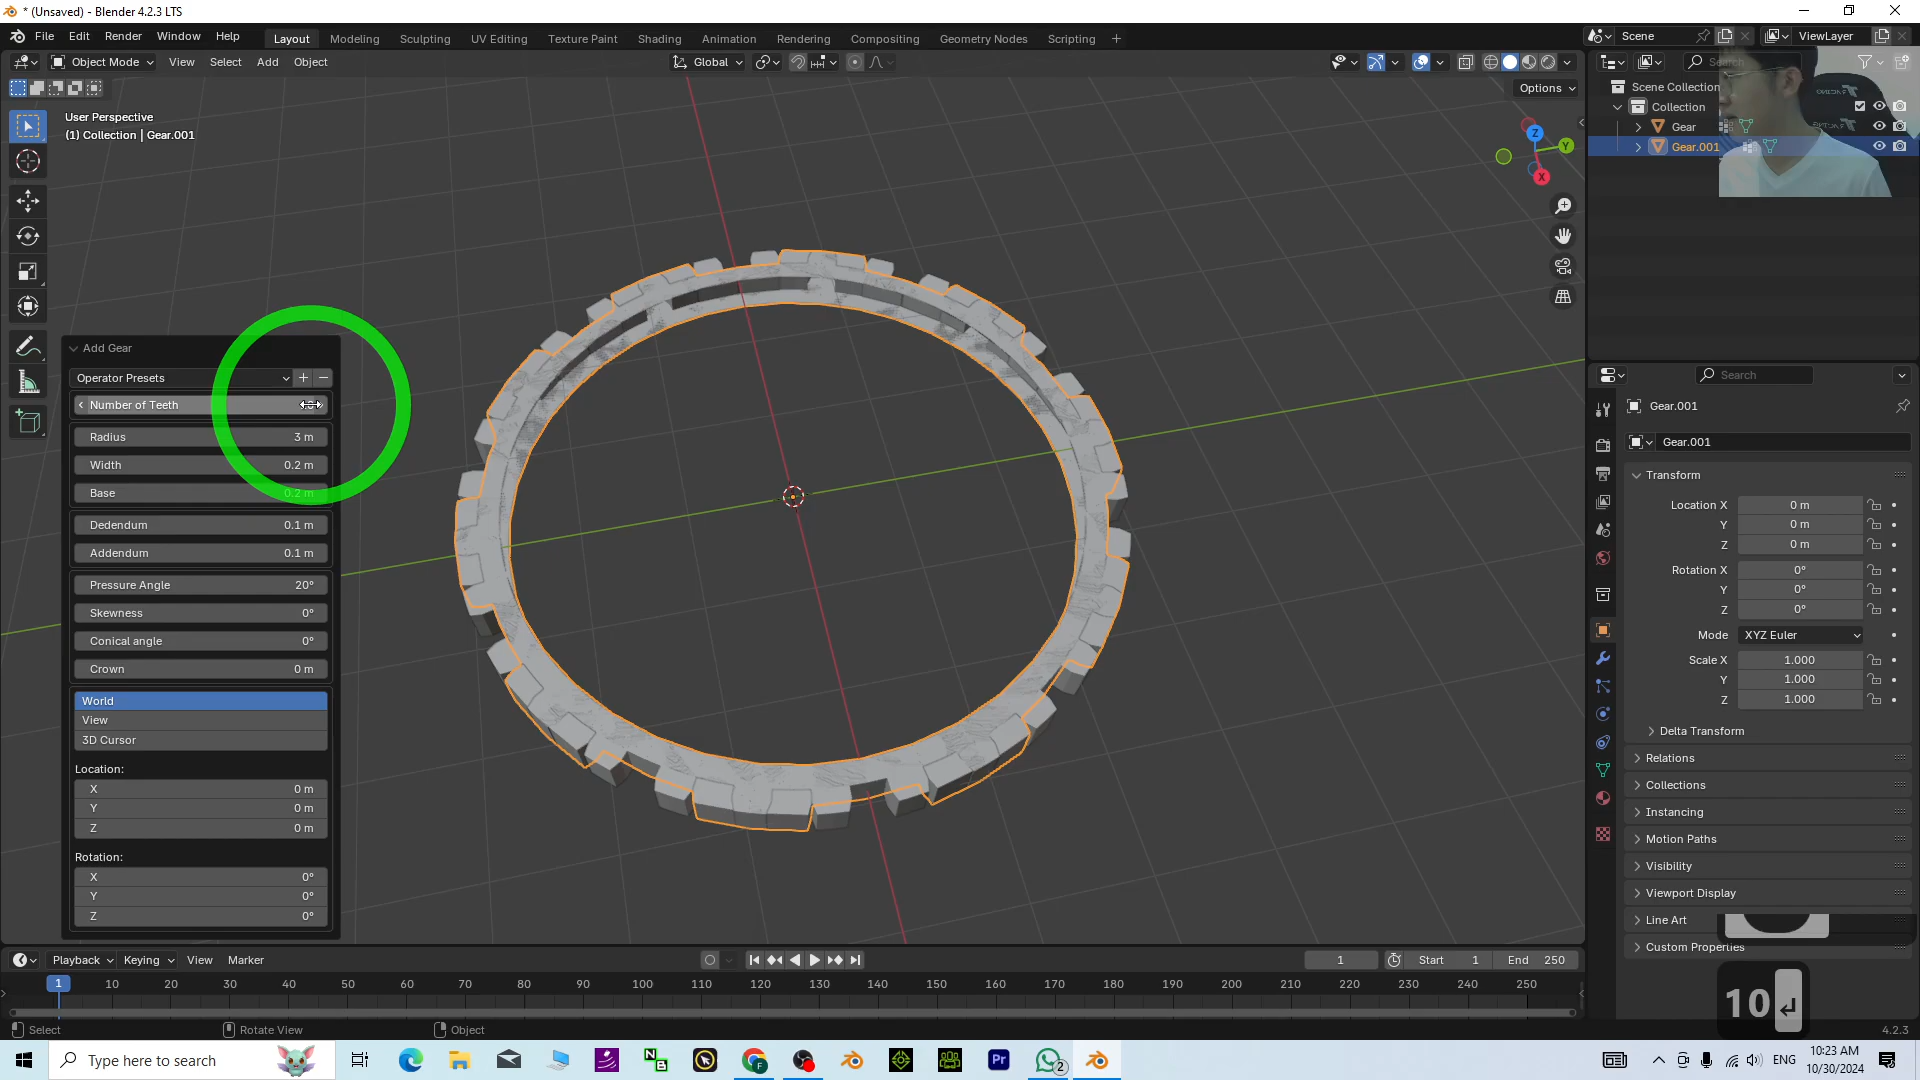 * (Unsaved) - Blender 4.2.3 LTS
File Edit Render Window Help
Layout Modeling Sculpting UV Editing Texture Paint Shading Animation Rendering Compositing Geometry Nodes Scripting +
Scene ViewLayer
Object Mode View Select Add Object Global
Options
User Perspective
(1) Collection | Gear.001
Search
Scene Collection
Collection
Gear
Gear.001
Z
Y
X
Add Gear
Operator Presets + −
Number of Teeth
Radius 3 m
Width 0.2 m
Base 0.2 m
Dedendum 0.1 m
Addendum 0.1 m
Pressure Angle 20°
Skewness 0°
Conical angle 0°
Crown 0 m
World
View
3D Cursor
Location:
X 0 m
Y 0 m
Z 0 m
Rotation:
X 0°
Y 0°
Z 0°
Search
Gear.001
Gear.001
Transform
Location X 0 m
Y 0 m
Z 0 m
Rotation X 0°
Y 0°
Z 0°
Mode XYZ Euler
Scale X 1.000
Y 1.000
Z 1.000
Delta Transform
Relations
Collections
Instancing
Motion Paths
Visibility
Viewport Display
Line Art
Custom Properties
10
Playback Keying View Marker
1 Start 1 End 250
1 10 20 30 40 50 60 70 80 90 100 110 120 130 140 150 160 170 180 190 200 210 220 230 240 250
Select Rotate View Object
4.2.3
Type here to search
Pr
2
ENG
10:23 AM
10/30/2024